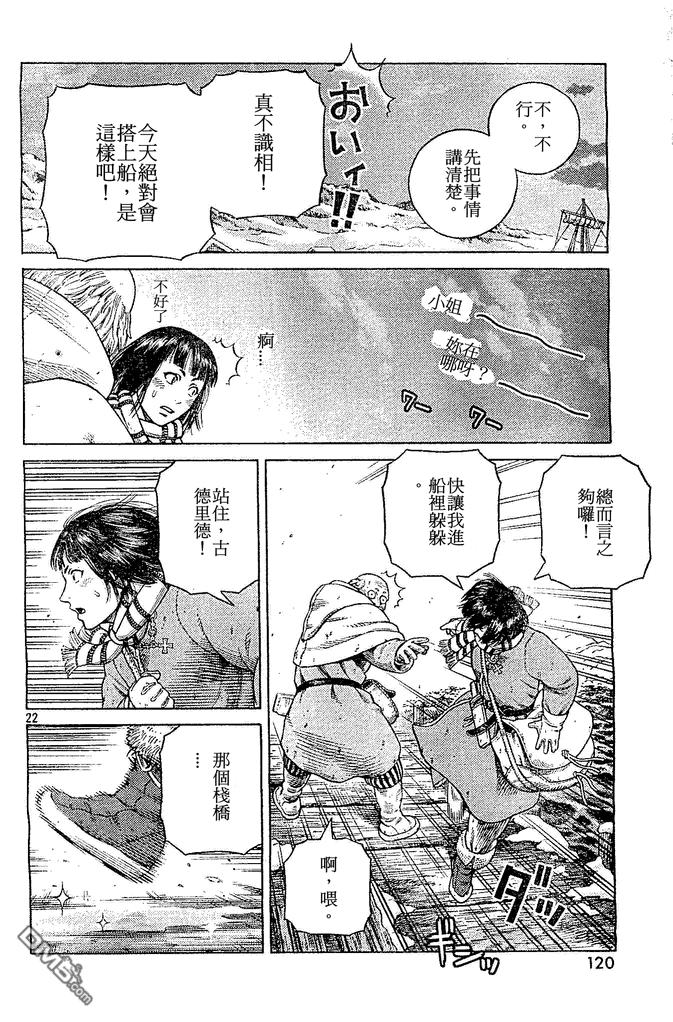 不，不
行。
先把事情
講清楚。
おいィ!!
真不識相！
今天絕對會
搭上船，是
這樣吧！
小姐
妳在
哪呀？
ワー
ワー
痾……
不好了
總而言之
夠囉！
快讓我進
船裡躲躲
。
ダッ
ギシッ
啊，喂。
站住，古
德里德！
22
那個棧橋
……
120